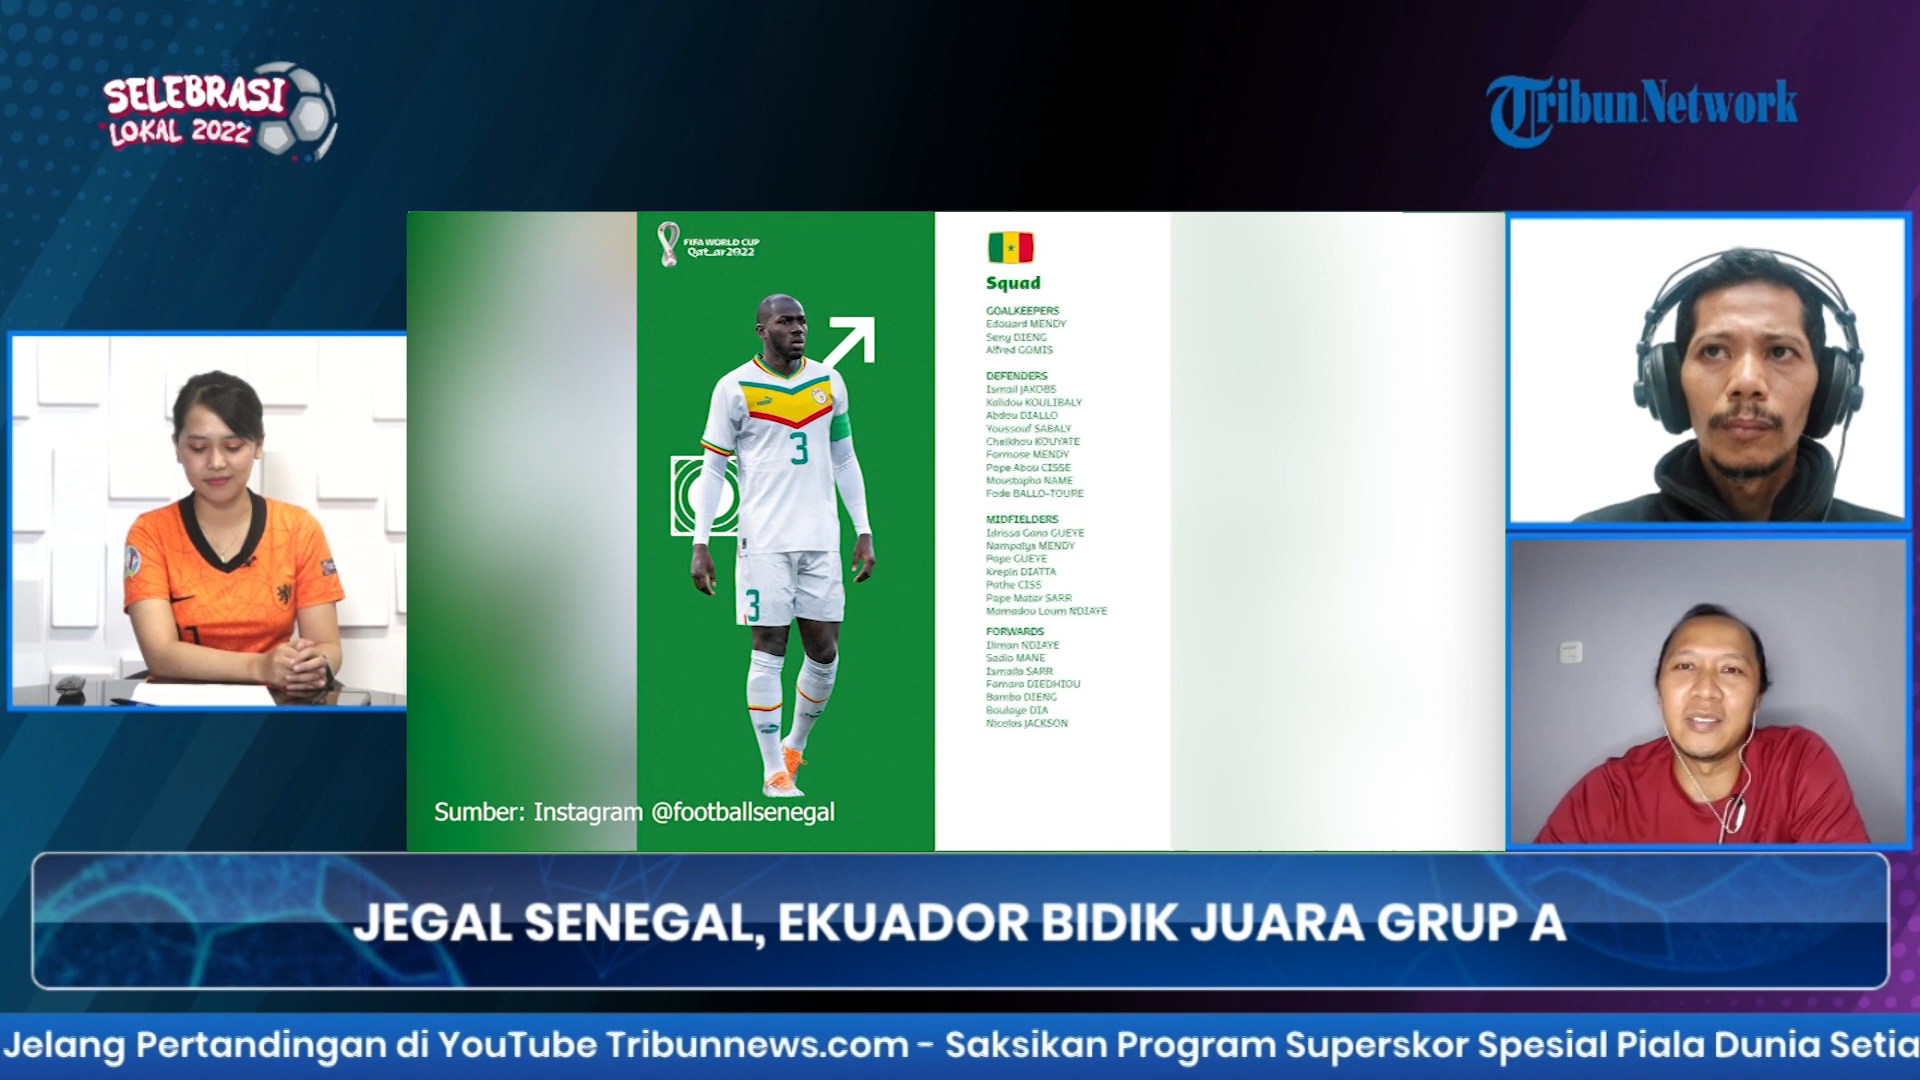 SELEBRASI
LOKAL 2022
TribunNetwork
FIFA WORLD CUP
Qatar2022
3
3
Squad
GOALKEEPERS
Edouard MENDY
Seny DIENG
Alfred GOMIS
DEFENDERS
Ismail JAKOBS
Kalidou KOULIBALY
Abdou DIALLO
Youssouf SABALY
Cheikhou KOUYATE
Formose MENDY
Pape Abou CISSE
Moustapha NAME
Fode BALLO-TOURE
MIDFIELDERS
Idrissa Gana GUEYE
Nampalys MENDY
Pape GUEYE
Krepin DIATTA
Pathe CISS
Pape Matar SARR
Mamadou Loum NDIAYE
FORWARDS
Iliman NDIAYE
Sadio MANE
Ismaila SARR
Famara DIEDHIOU
Bamba DIENG
Boulaye DIA
Nicolas JACKSON
Sumber: Instagram @footballsenegal
JEGAL SENEGAL, EKUADOR BIDIK JUARA GRUP A
Jelang Pertandingan di YouTube Tribunnews.com - Saksikan Program Superskor Spesial Piala Dunia Setia